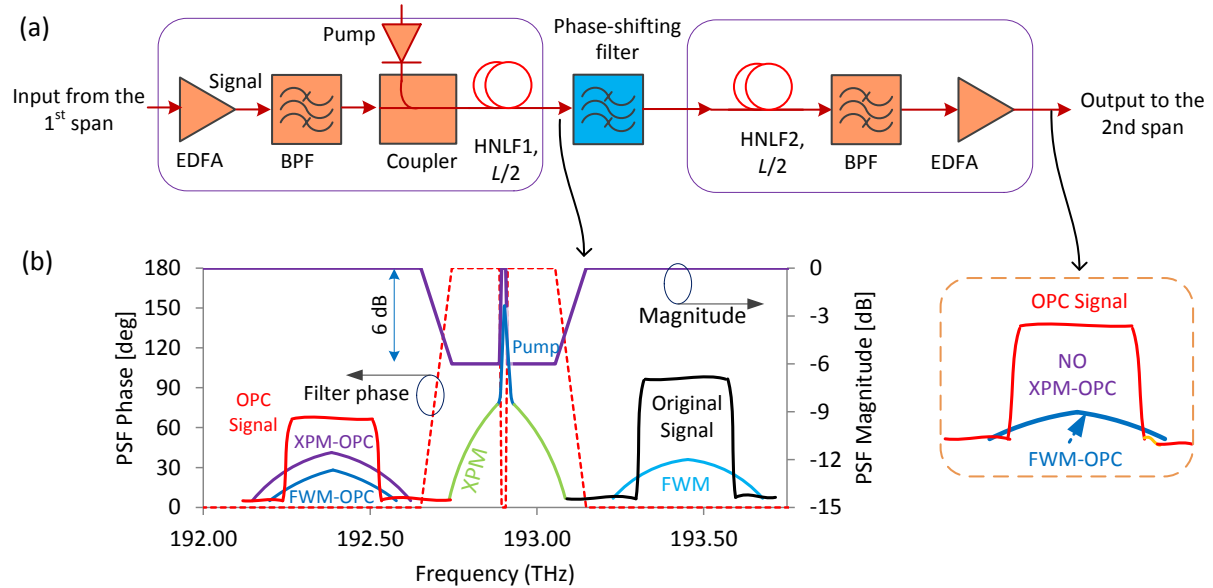 (a)
Pump
Phase-shifting
filter
Input from the
1st span
Signal
EDFA
BPF
Coupler
HNLF1,
L/2
HNLF2,
L/2
BPF
EDFA
Output to the
2nd span
(b)
PSF Phase [deg]
180
150
120
90
60
30
0
6 dB
Filter phase
OPC
Signal
XPM-OPC
FWM-OPC
XPM
Pump
Magnitude
Original
Signal
FWM
0
-3
-6
-9
-12
-15
PSF Magnitude [dB]
192.00
192.50
193.00
193.50
Frequency (THz)
OPC Signal
NO
XPM-OPC
FWM-OPC